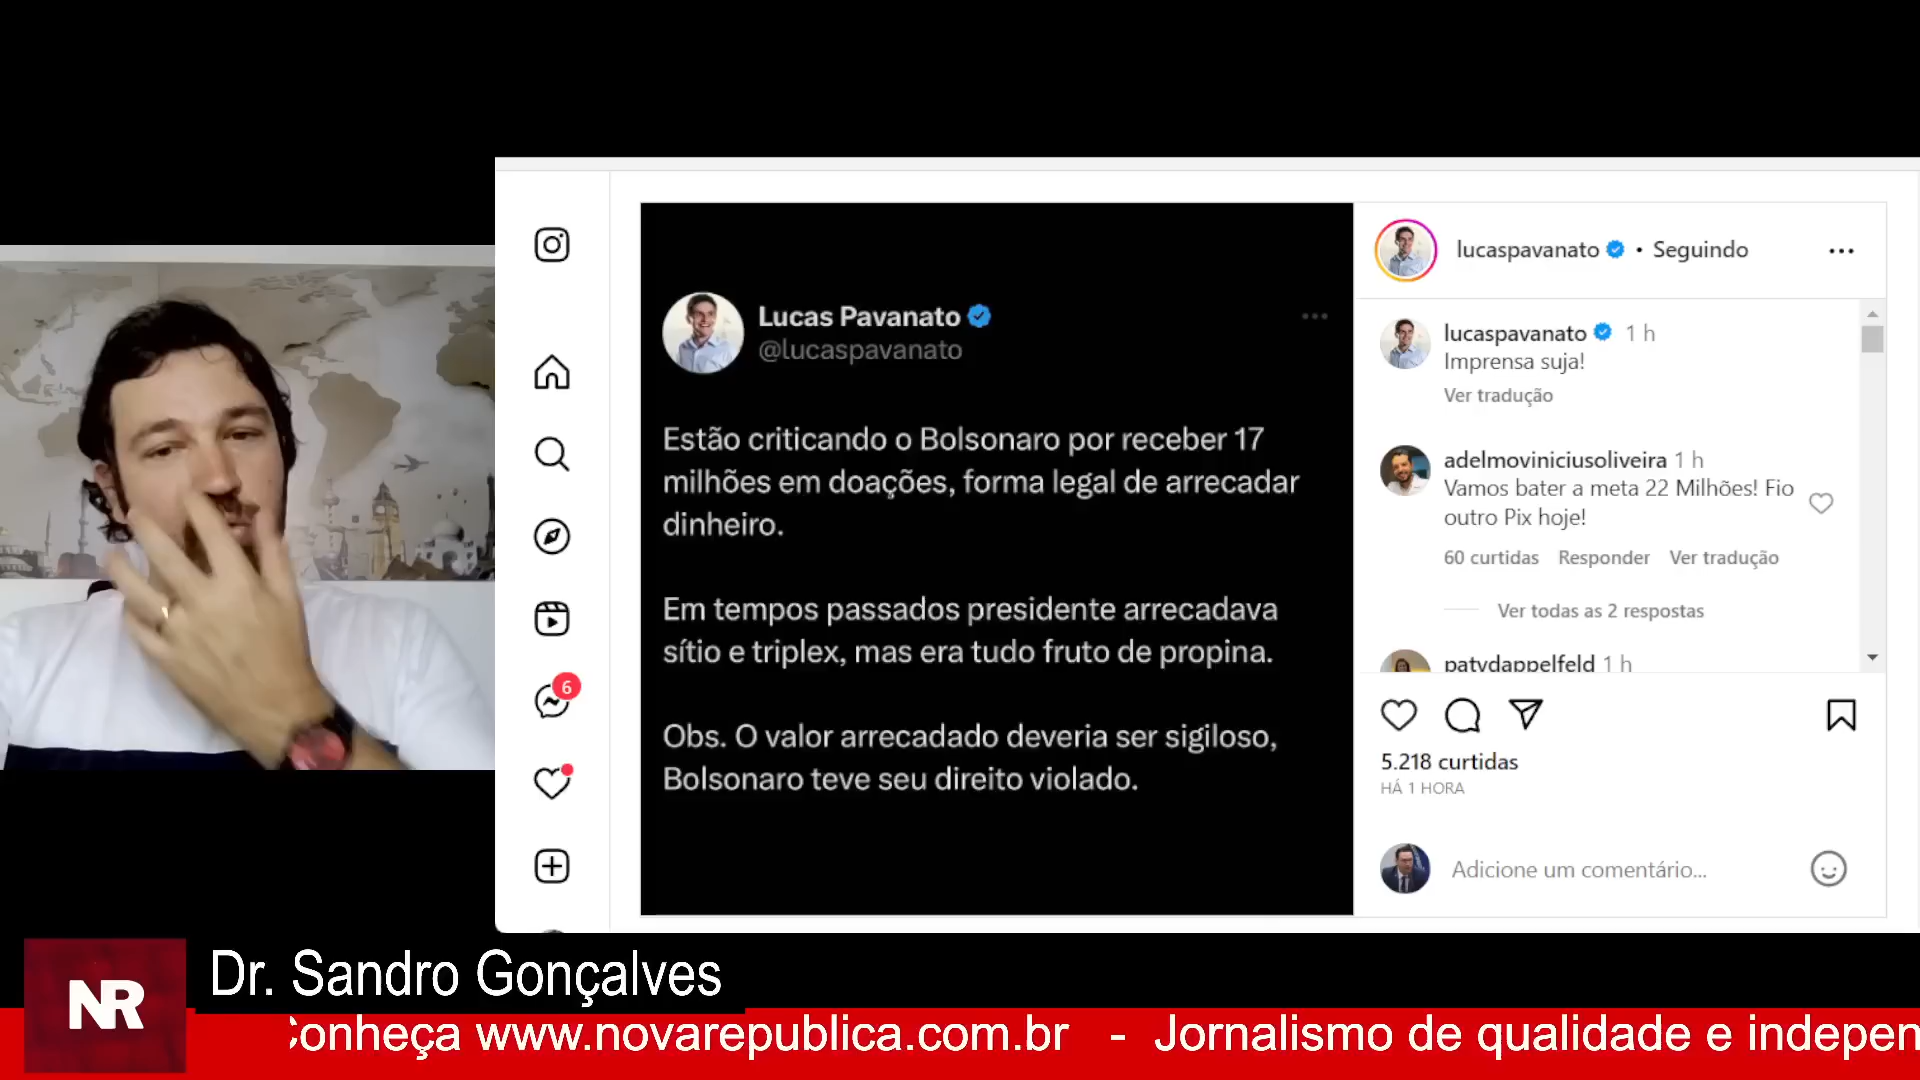 Lucas Pavanato
@lucaspavanato
Estão criticando o Bolsonaro por receber 17
milhões em doações, forma legal de arrecadar
dinheiro.
Em tempos passados presidente arrecadava
sítio e triplex, mas era tudo fruto de propina.
Obs. O valor arrecadado deveria ser sigiloso,
Bolsonaro teve seu direito violado.
lucaspavanato • Seguindo
lucaspavanato 1 h
Imprensa suja!
Ver tradução
adelmoviniciusoliveira 1 h
Vamos bater a meta 22 Milhões! Fio
outro Pix hoje!
60 curtidas Responder Ver tradução
Ver todas as 2 respostas
patydappelfeld 1 h
6
5.218 curtidas
HÁ 1 HORA
Adicione um comentário...
NR
Dr. Sandro Gonçalves
Conheça www.novarepublica.com.br - Jornalismo de qualidade e indepen